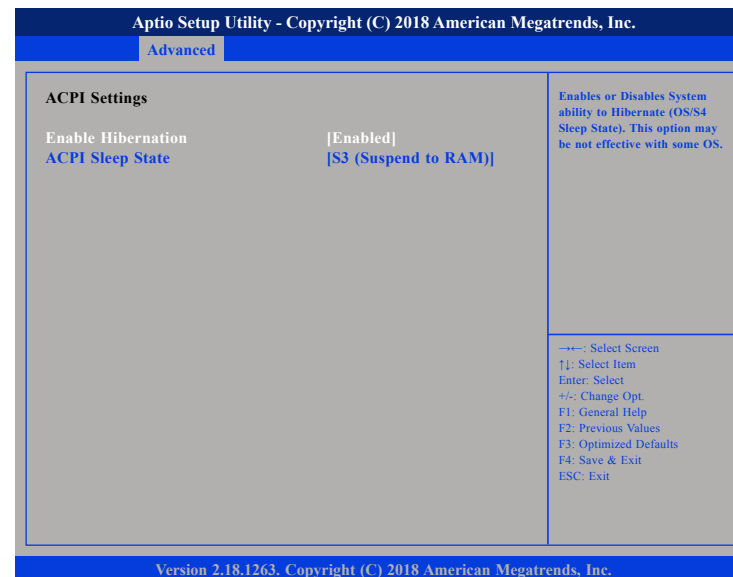 Aptio Setup Utility - Copyright (C) 2018 American Megatrends, Inc.
Advanced
ACPI Settings
Enable Hibernation [Enabled]
ACPI Sleep State [S3 (Suspend to RAM)]
Enables or Disables System
ability to Hibernate (OS/S4
Sleep State). This option may
be not effective with some OS.
→←: Select Screen
↑↓: Select Item
Enter: Select
+/-: Change Opt.
F1: General Help
F2: Previous Values
F3: Optimized Defaults
F4: Save & Exit
ESC: Exit
Version 2.18.1263. Copyright (C) 2018 American Megatrends, Inc.